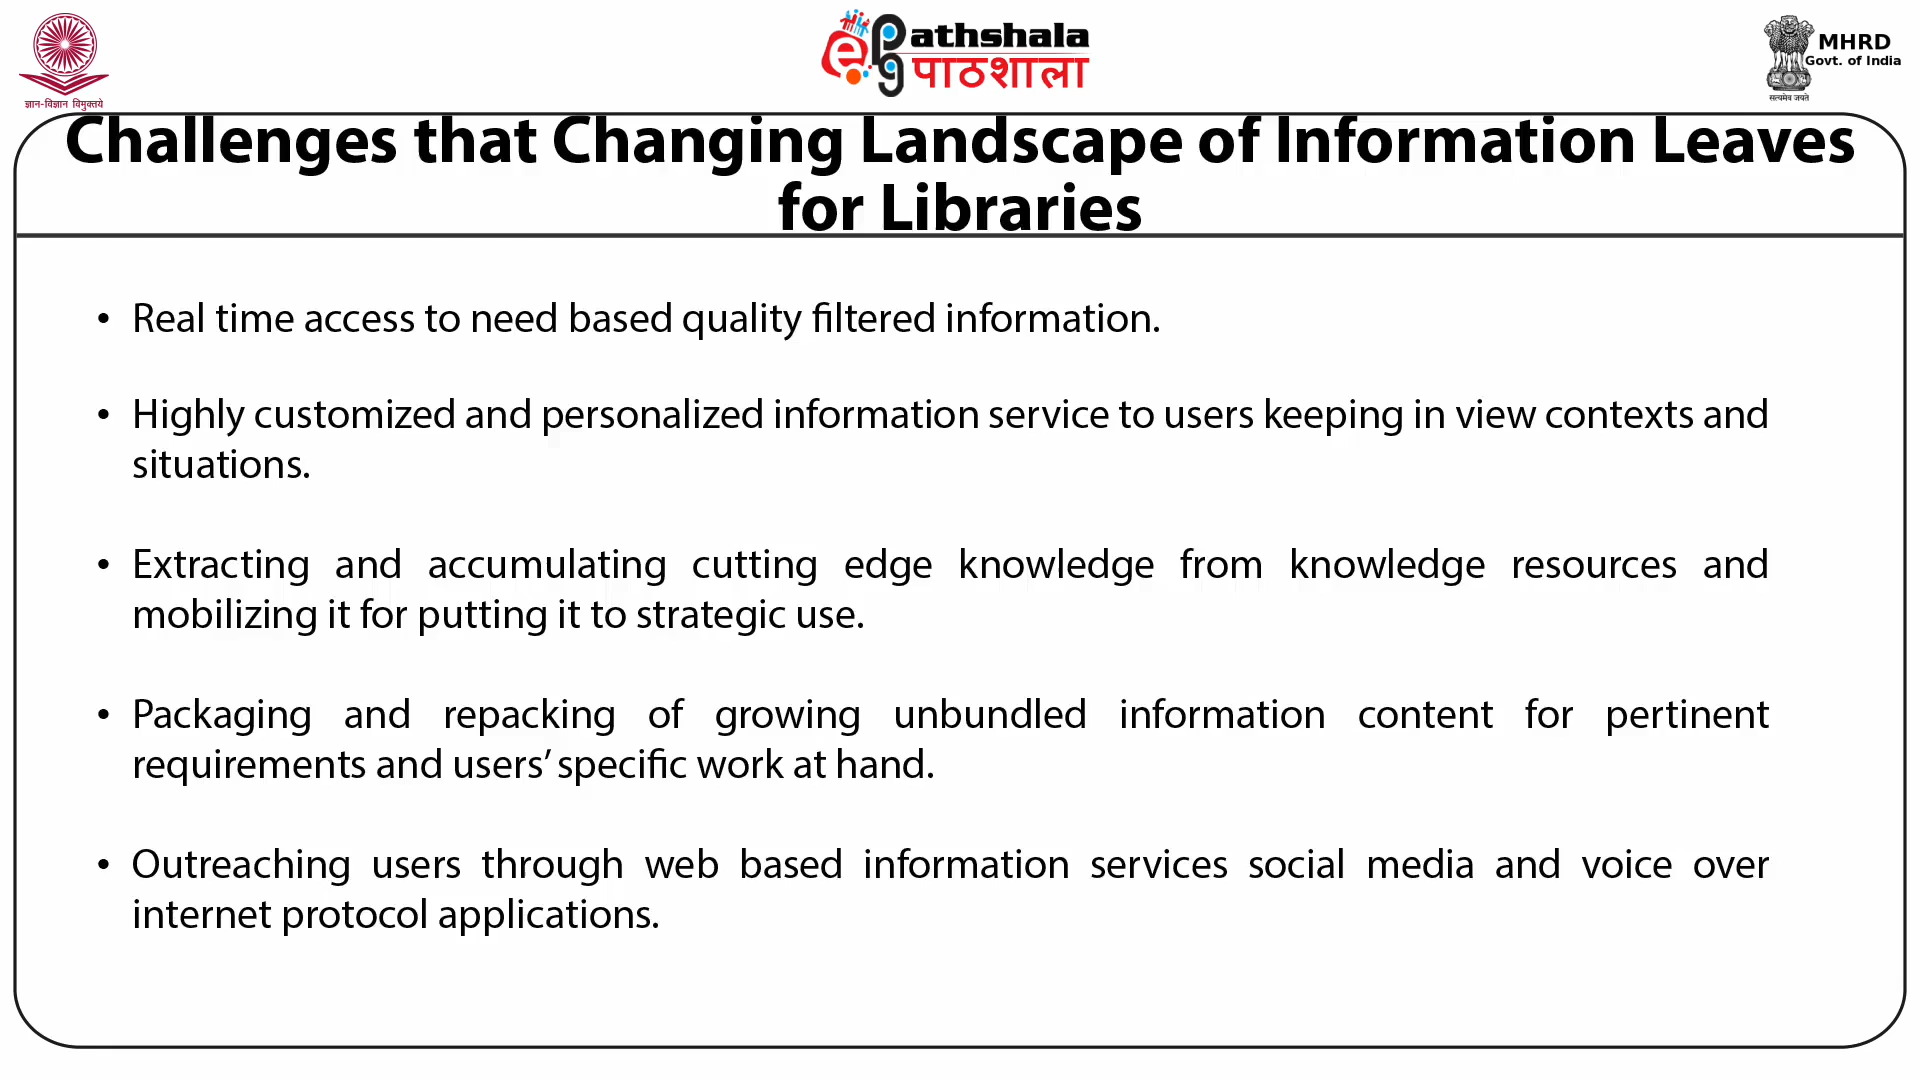 ज्ञान-विज्ञान विमुक्तये
ePathshala
पाठशाला
MHRD
Govt. of India
सत्यमेव जयते
Challenges that Changing Landscape of Information Leaves
for Libraries
• Real time access to need based quality filtered information.
• Highly customized and personalized information service to users keeping in view contexts and
situations.
• Extracting and accumulating cutting edge knowledge from knowledge resources and
mobilizing it for putting it to strategic use.
• Packaging and repacking of growing unbundled information content for pertinent
requirements and users’ specific work at hand.
• Outreaching users through web based information services social media and voice over
internet protocol applications.